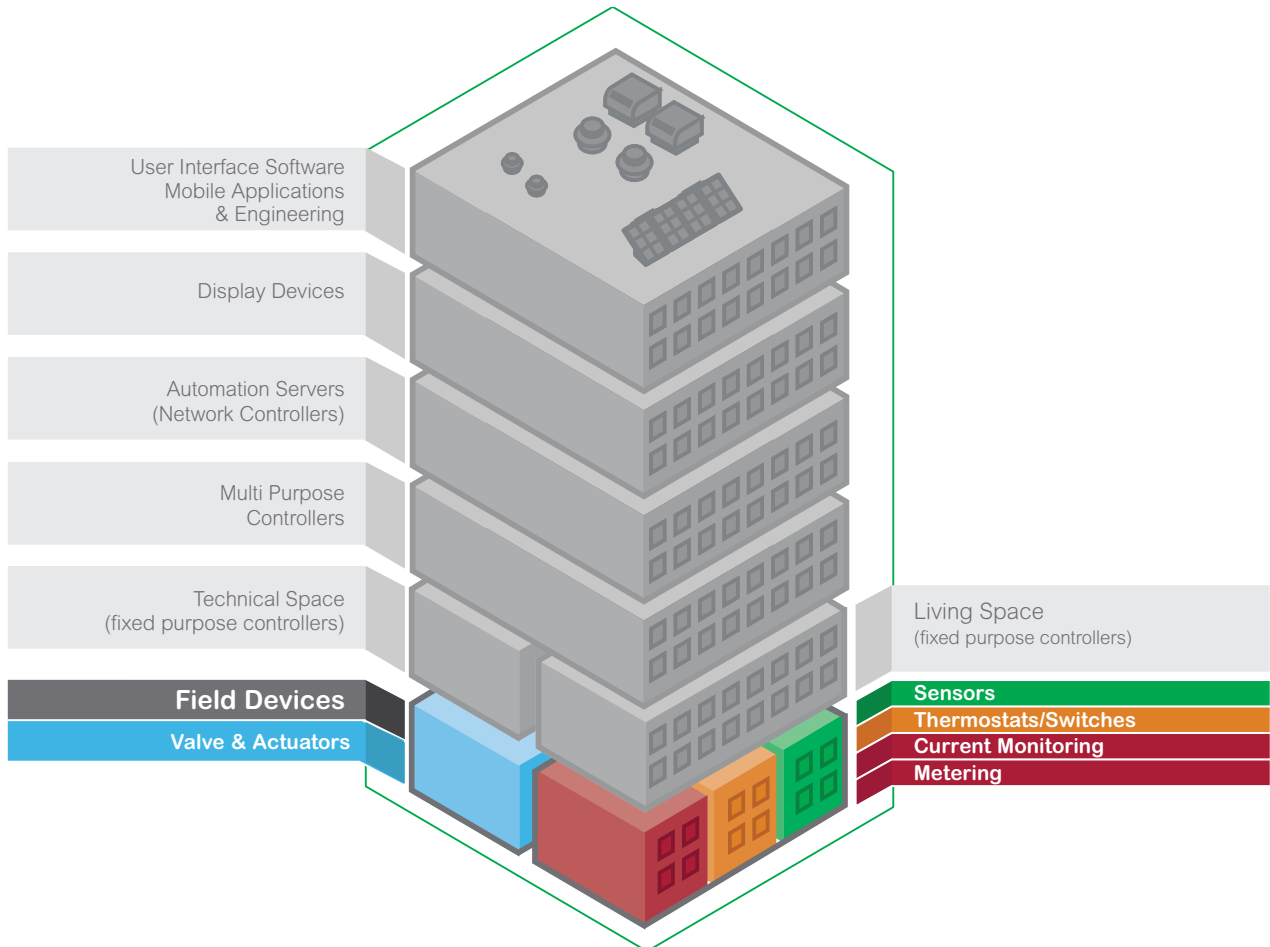 User Interface Software
Mobile Applications
& Engineering
Display Devices
Automation Servers
(Network Controllers)
Multi Purpose
Controllers
Technical Space
(fixed purpose controllers)
Field Devices
Valve & Actuators
Living Space
(fixed purpose controllers)
Sensors
Thermostats/Switches
Current Monitoring
Metering